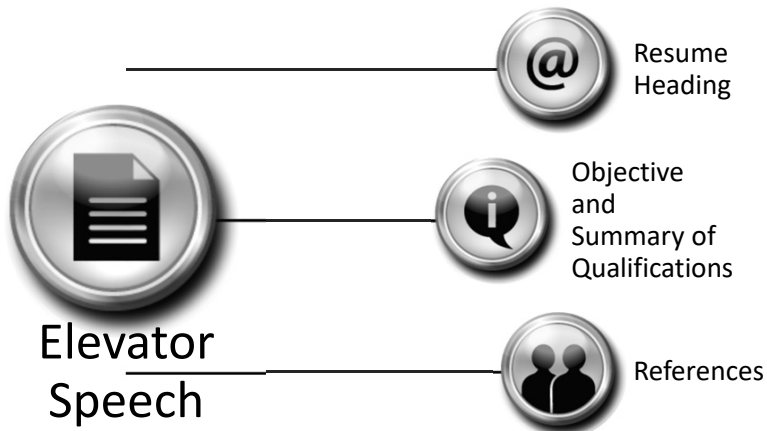 Resume
Heading
Objective
and
Summary of
Qualifications
Elevator
Speech
References